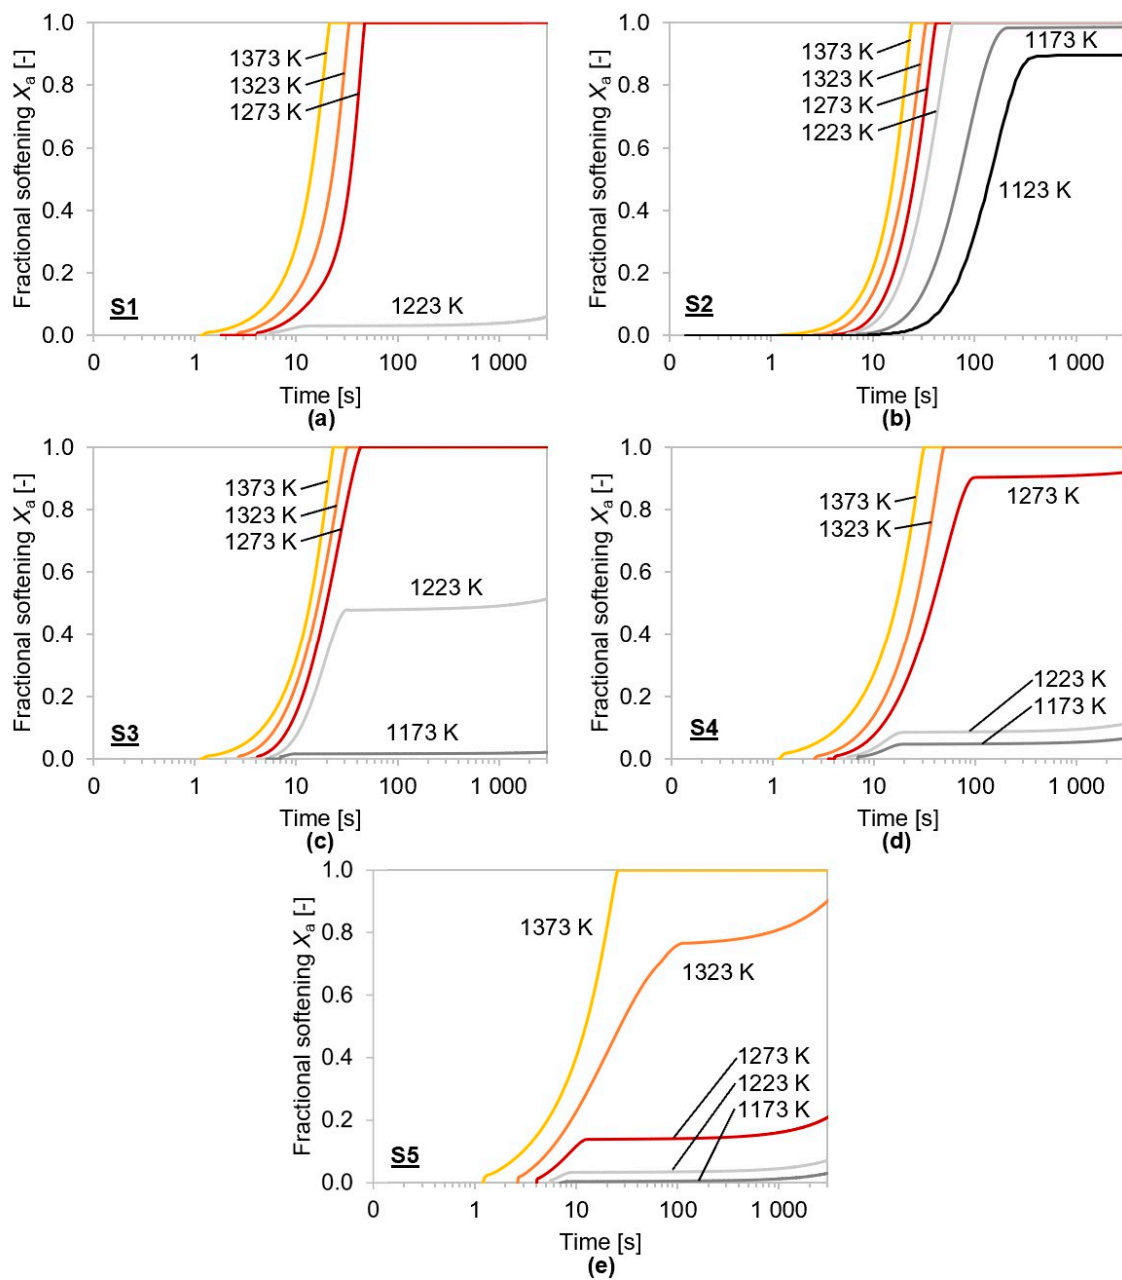 Fractional softening Xa [-]
1.0
0.8
0.6
0.4
0.2
0.0
1373 K
1323 K
1273 K
1223 K
S1
0 1 10 100 1 000
Time [s]
(a)
Fractional softening Xa [-]
1.0
0.8
0.6
0.4
0.2
0.0
1373 K
1323 K
1273 K
1223 K
1173 K
1123 K
S2
0 1 10 100 1 000
Time [s]
(b)
Fractional softening Xa [-]
1.0
0.8
0.6
0.4
0.2
0.0
1373 K
1323 K
1273 K
1223 K
1173 K
S3
0 1 10 100 1 000
Time [s]
(c)
Fractional softening Xa [-]
1.0
0.8
0.6
0.4
0.2
0.0
1373 K
1323 K
1273 K
1223 K
1173 K
S4
0 1 10 100 1 000
Time [s]
(d)
Fractional softening Xa [-]
1.0
0.8
0.6
0.4
0.2
0.0
1373 K
1323 K
1273 K
1223 K
1173 K
S5
0 1 10 100 1 000
Time [s]
(e)